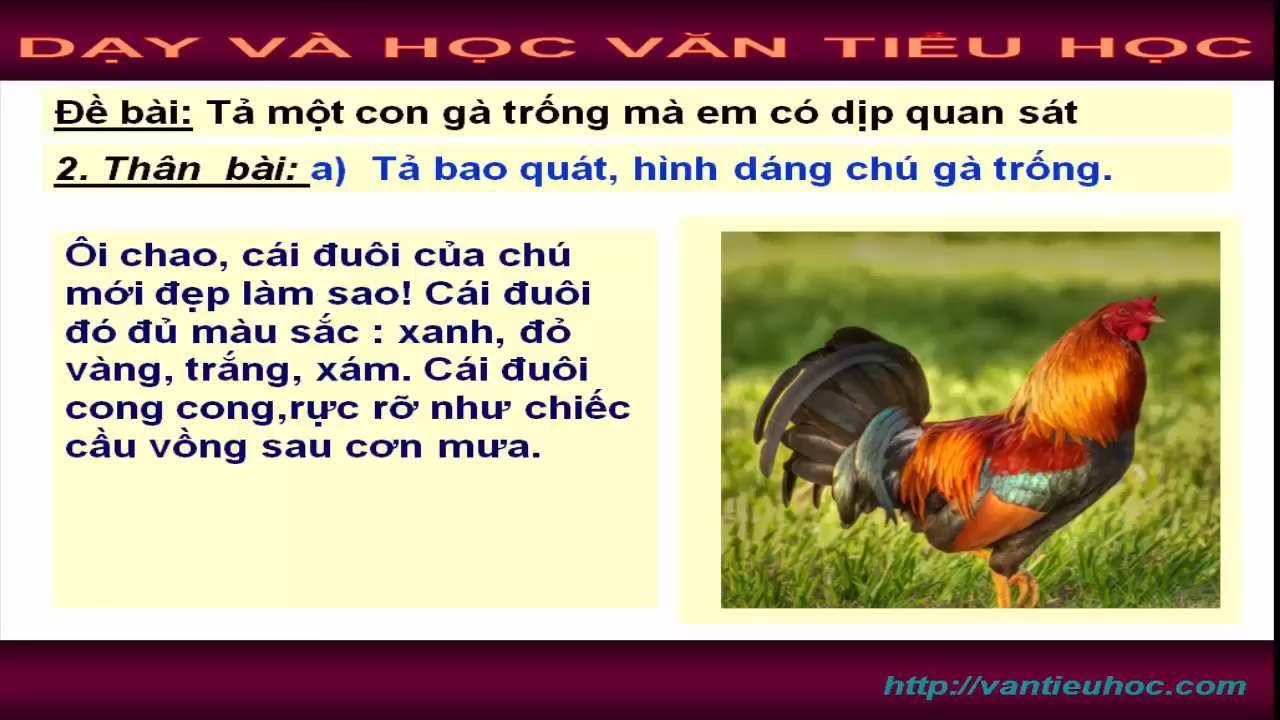 DẠY VÀ HỌC VĂN TIỂU HỌC
Đề bài: Tả một con gà trống mà em có dịp quan sát
2. Thân bài: a) Tả bao quát, hình dáng chú gà trống.
Ôi chao, cái đuôi của chú
mới đẹp làm sao! Cái đuôi
đó đủ màu sắc : xanh, đỏ
vàng, trắng, xám. Cái đuôi
cong cong,rực rỡ như chiếc
cầu vồng sau cơn mưa.
http://vantieuhoc.com